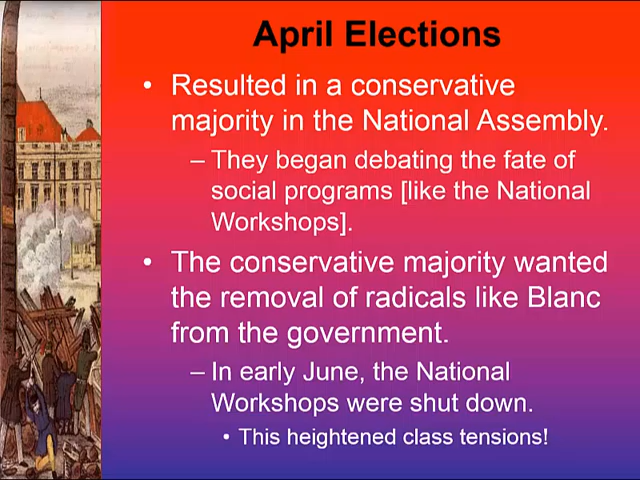 April Elections
• Resulted in a conservative
majority in the National Assembly.
– They began debating the fate of
social programs [like the National
Workshops].
• The conservative majority wanted
the removal of radicals like Blanc
from the government.
– In early June, the National
Workshops were shut down.
• This heightened class tensions!